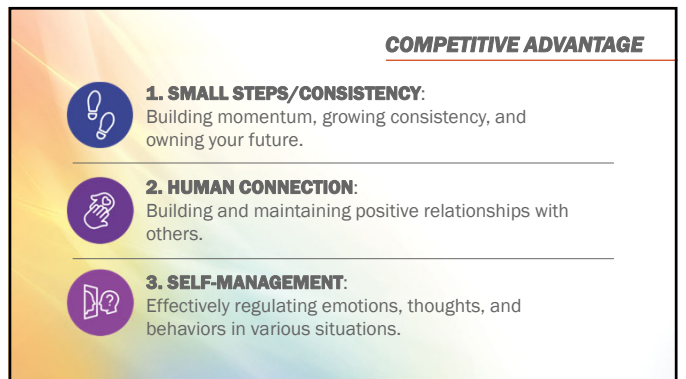 COMPETITIVE ADVANTAGE
1. SMALL STEPS/CONSISTENCY:
Building momentum, growing consistency, and
owning your future.
2. HUMAN CONNECTION:
Building and maintaining positive relationships with
others.
3. SELF-MANAGEMENT:
Effectively regulating emotions, thoughts, and
behaviors in various situations.